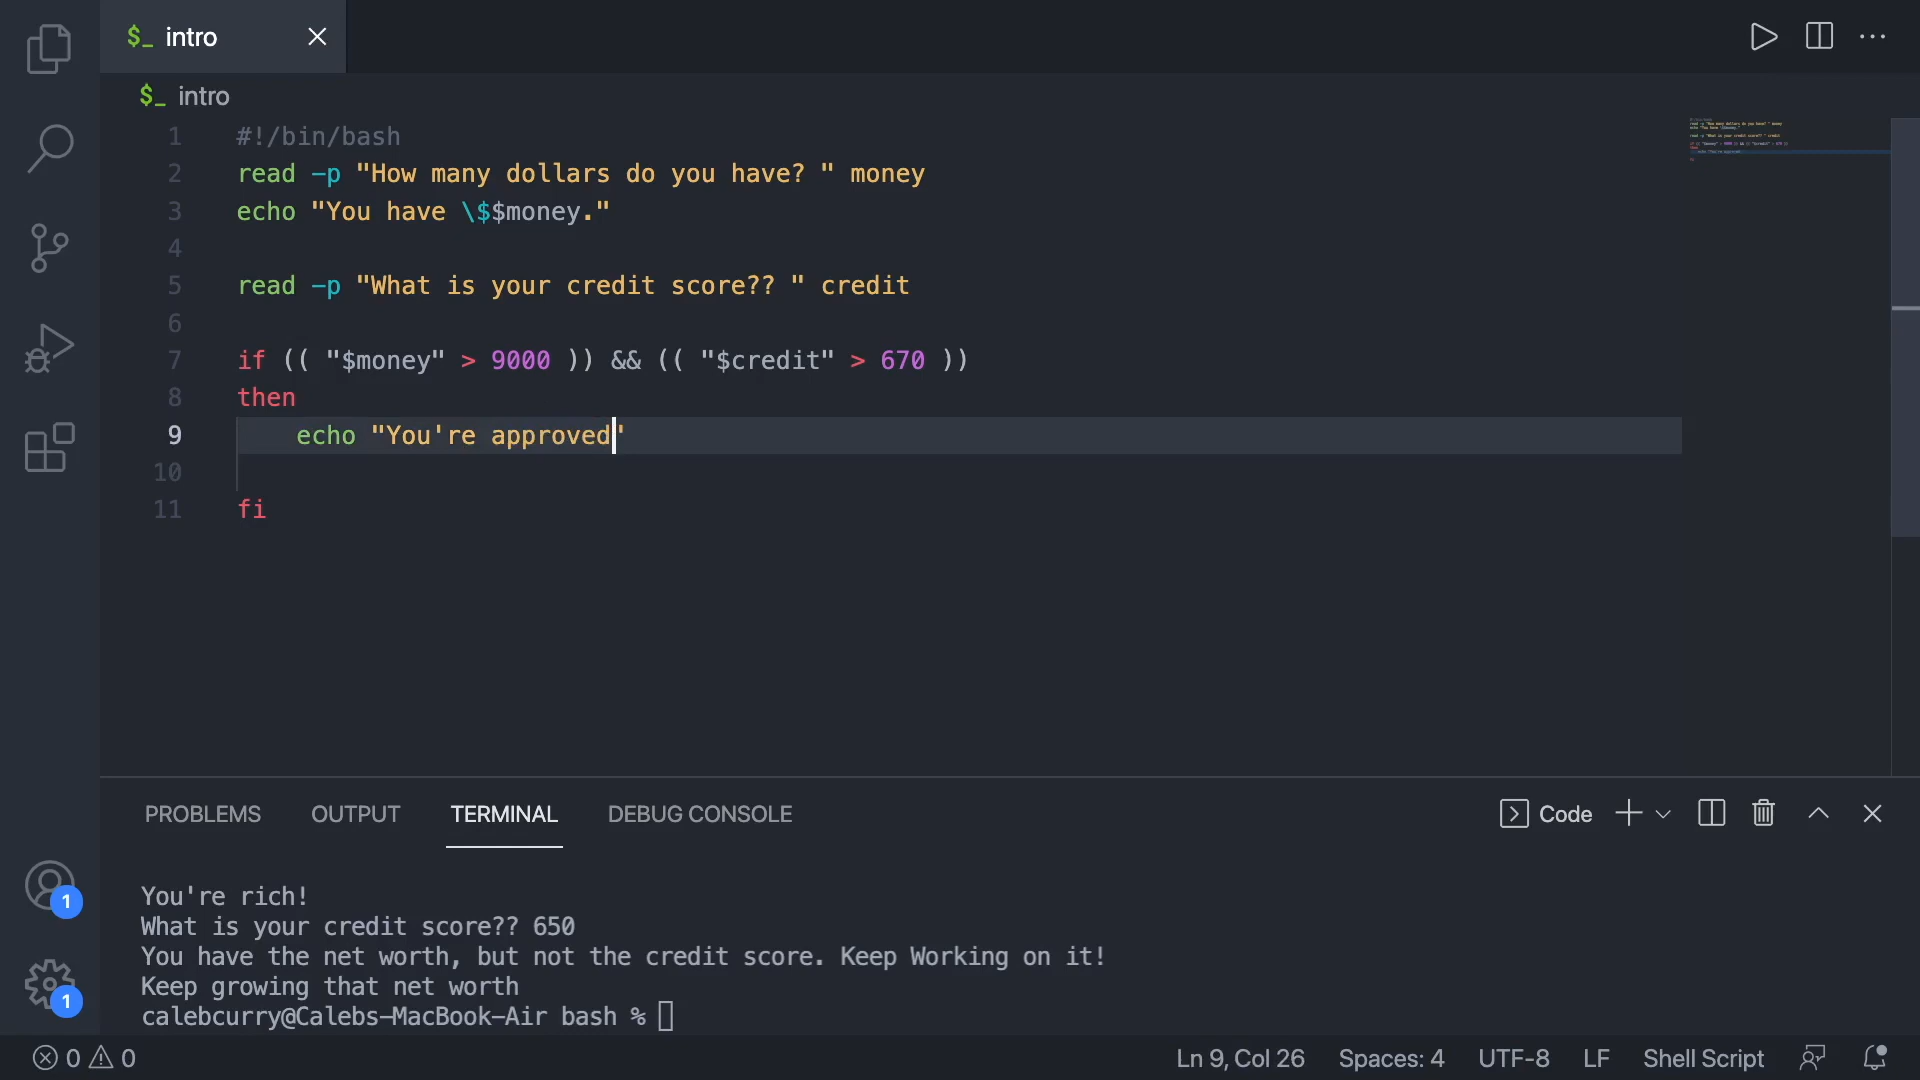 $_ intro
$_ intro
1 #!/bin/bash
2 read -p "How many dollars do you have? " money
3 echo "You have \$$money."
4
5 read -p "What is your credit score?? " credit
6
7 if (( "$money" > 9000 )) && (( "$credit" > 670 ))
8 then
9 echo "You're approved"
10
11 fi
PROBLEMS OUTPUT TERMINAL DEBUG CONSOLE Code
You're rich!
What is your credit score?? 650
You have the net worth, but not the credit score. Keep Working on it!
Keep growing that net worth
calebcurry@Calebs-MacBook-Air bash %
1
1
0 0 Ln 9, Col 26 Spaces: 4 UTF-8 LF Shell Script